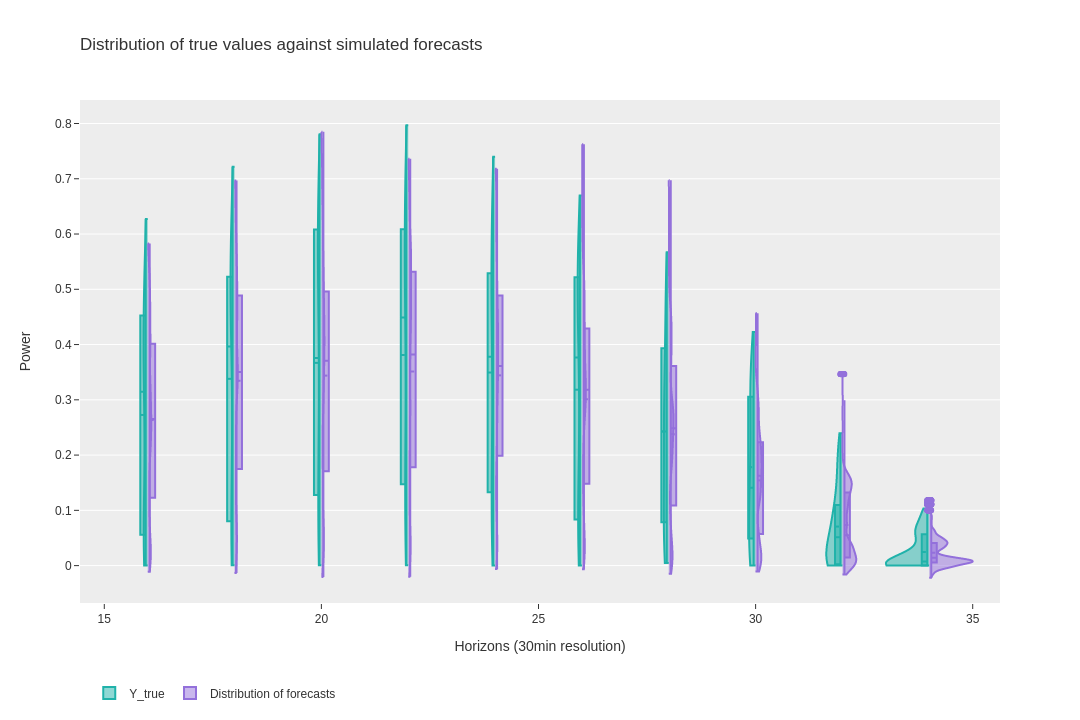 Distribution of true values against simulated forecasts
0.8
0.7
0.6
0.5
0.4
0.3
0.2
0.1
0
Power
15 20 25 30 35
Horizons (30min resolution)
Y_true Distribution of forecasts